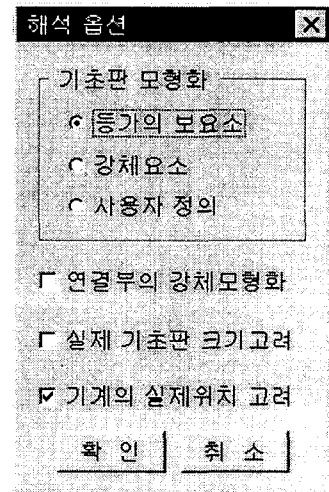 해석 옵션
기초판 모형화
등가의 보요소
강체요소
사용자 정의
연결부의 강체모형화
실제 기초판 크기고려
기계의 실제위치 고려
확 인 취 소